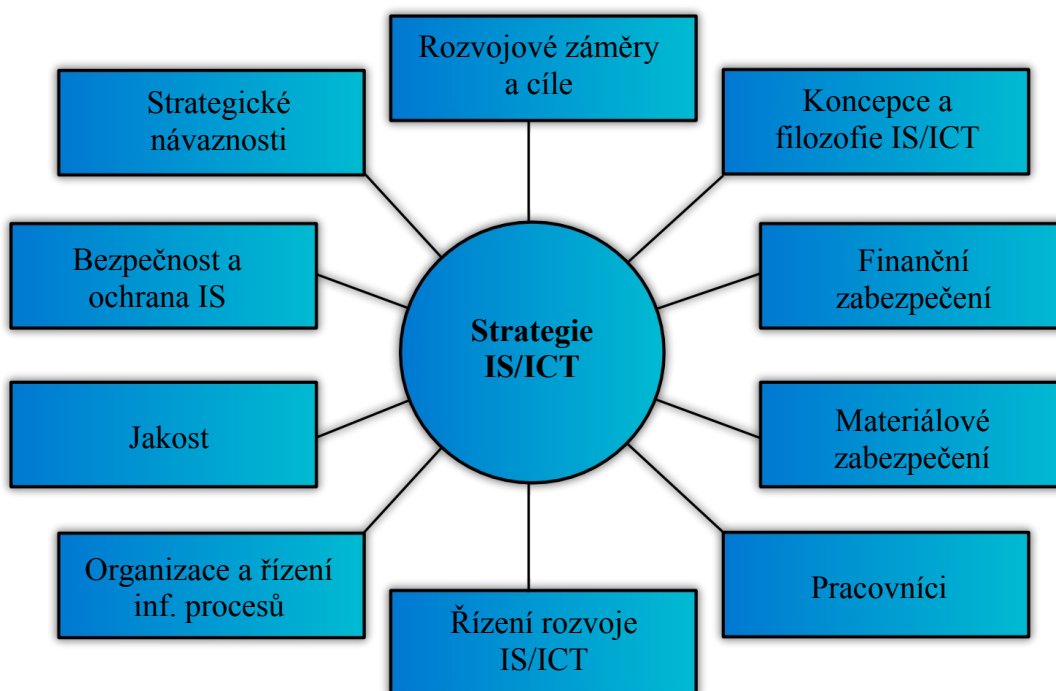 Rozvojové záměry
a cíle
Strategické
návaznosti
Koncepce a
filozofie IS/ICT
Bezpečnost a
ochrana IS
Finanční
zabezpečení
Strategie
IS/ICT
Jakost
Materiálové
zabezpečení
Organizace a řízení
inf. procesů
Pracovníci
Řízení rozvoje
IS/ICT